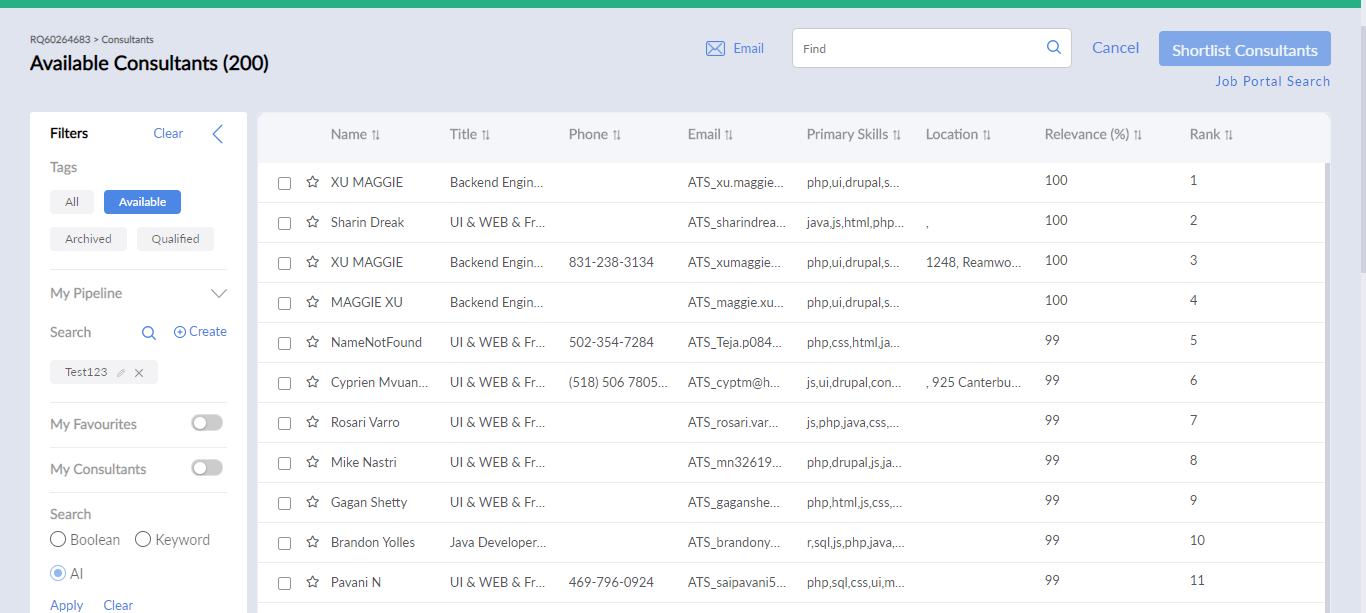 RQ60264683 > Consultants
Available Consultants (200)
Email
Find
Cancel
Shortlist Consultants
Job Portal Search
Filters Clear
Tags
All Available
Archived Qualified
My Pipeline
Search Create
Test123
My Favourites
My Consultants
Search
Boolean Keyword
AI
Apply Clear
Name Title Phone Email Primary Skills Location Relevance (%) Rank
XU MAGGIE Backend Engin... ATS_xu.maggie... php,ui,drupal,s... 100 1
Sharin Dreak UI & WEB & Fr... ATS_sharindrea... java,js,html,php... , 100 2
XU MAGGIE Backend Engin... 831-238-3134 ATS_xumaggie... php,ui,drupal,s... 1248, Reamwo... 100 3
MAGGIE XU Backend Engin... ATS_maggie.xu... php,ui,drupal,s... 100 4
NameNotFound UI & WEB & Fr... 502-354-7284 ATS_Teja.p084... php,css,html,ja... 99 5
Cyprien Mvuan... UI & WEB & Fr... (518) 506 7805... ATS_cyptm@h... js,ui,drupal,con... , 925 Canterbu... 99 6
Rosari Varro UI & WEB & Fr... ATS_rosari.var... js,php,java,css,... 99 7
Mike Nastri UI & WEB & Fr... ATS_mn32619... php,drupal,js,ja... 99 8
Gagan Shetty UI & WEB & Fr... ATS_gaganshe... php,html,js,css,... 99 9
Brandon Yolles Java Developer... ATS_brandony... r,sql,js,php,java,... 99 10
Pavani N UI & WEB & Fr... 469-796-0924 ATS_saipavani5... php,sql,css,ui,m... 99 11